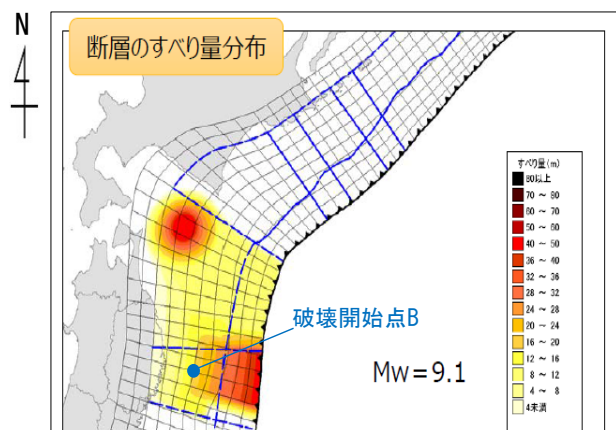 N
断層のすべり量分布
すべり量(m)
80以上
70 ～ 80
60 ～ 70
50 ～ 60
40 ～ 50
36 ～ 40
32 ～ 36
28 ～ 32
24 ～ 28
20 ～ 24
16 ～ 20
12 ～ 16
8 ～ 12
4 ～ 8
4未満
破壊開始点B
Mw=9.1